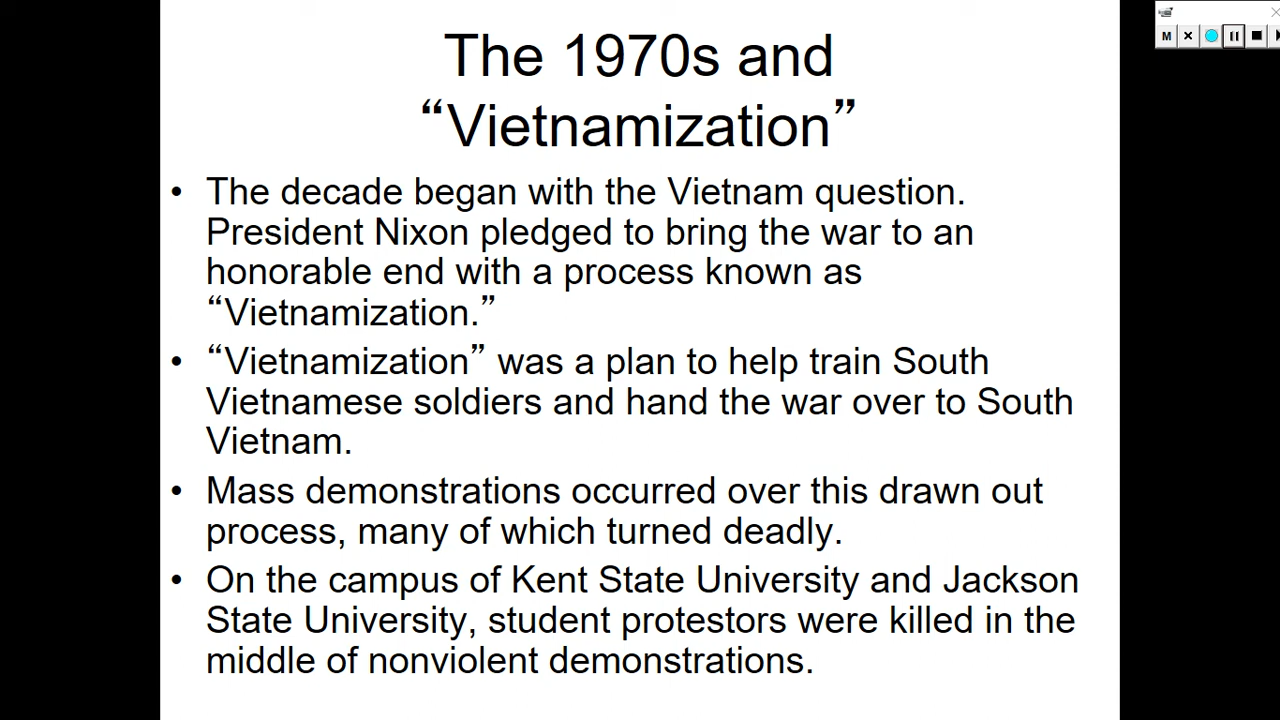 The 1970s and
“Vietnamization”
• The decade began with the Vietnam question.
President Nixon pledged to bring the war to an
honorable end with a process known as
“Vietnamization.”
• “Vietnamization” was a plan to help train South
Vietnamese soldiers and hand the war over to South
Vietnam.
• Mass demonstrations occurred over this drawn out
process, many of which turned deadly.
• On the campus of Kent State University and Jackson
State University, student protestors were killed in the
middle of nonviolent demonstrations.
M